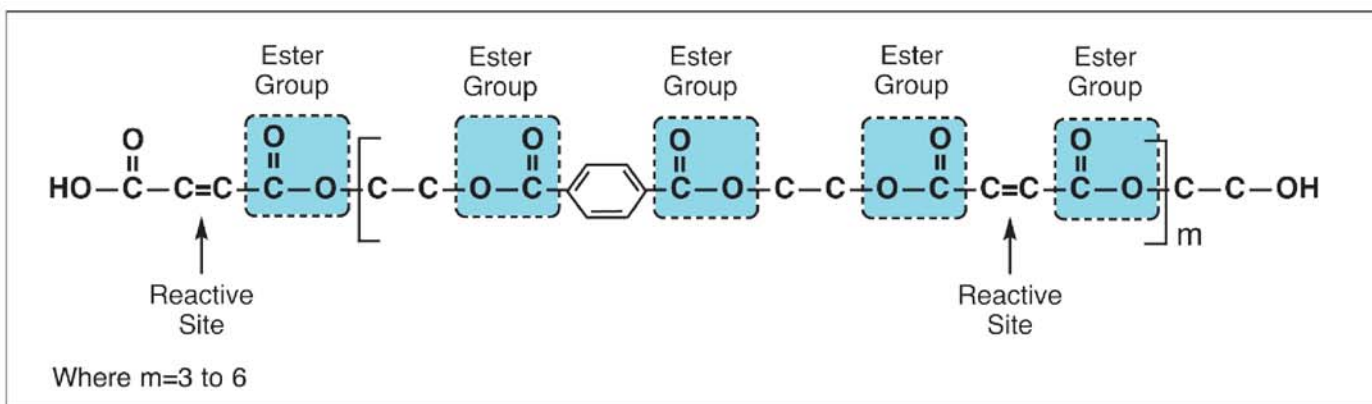 Ester Group
Ester Group
Ester Group
Ester Group
Ester Group
O O O O O O
HO—C—C=C—C—O—[C—C—O—C—C—O—C—C—O—C—C=C—C—O—]m C—C—OH
Reactive Site
Reactive Site
Where m=3 to 6